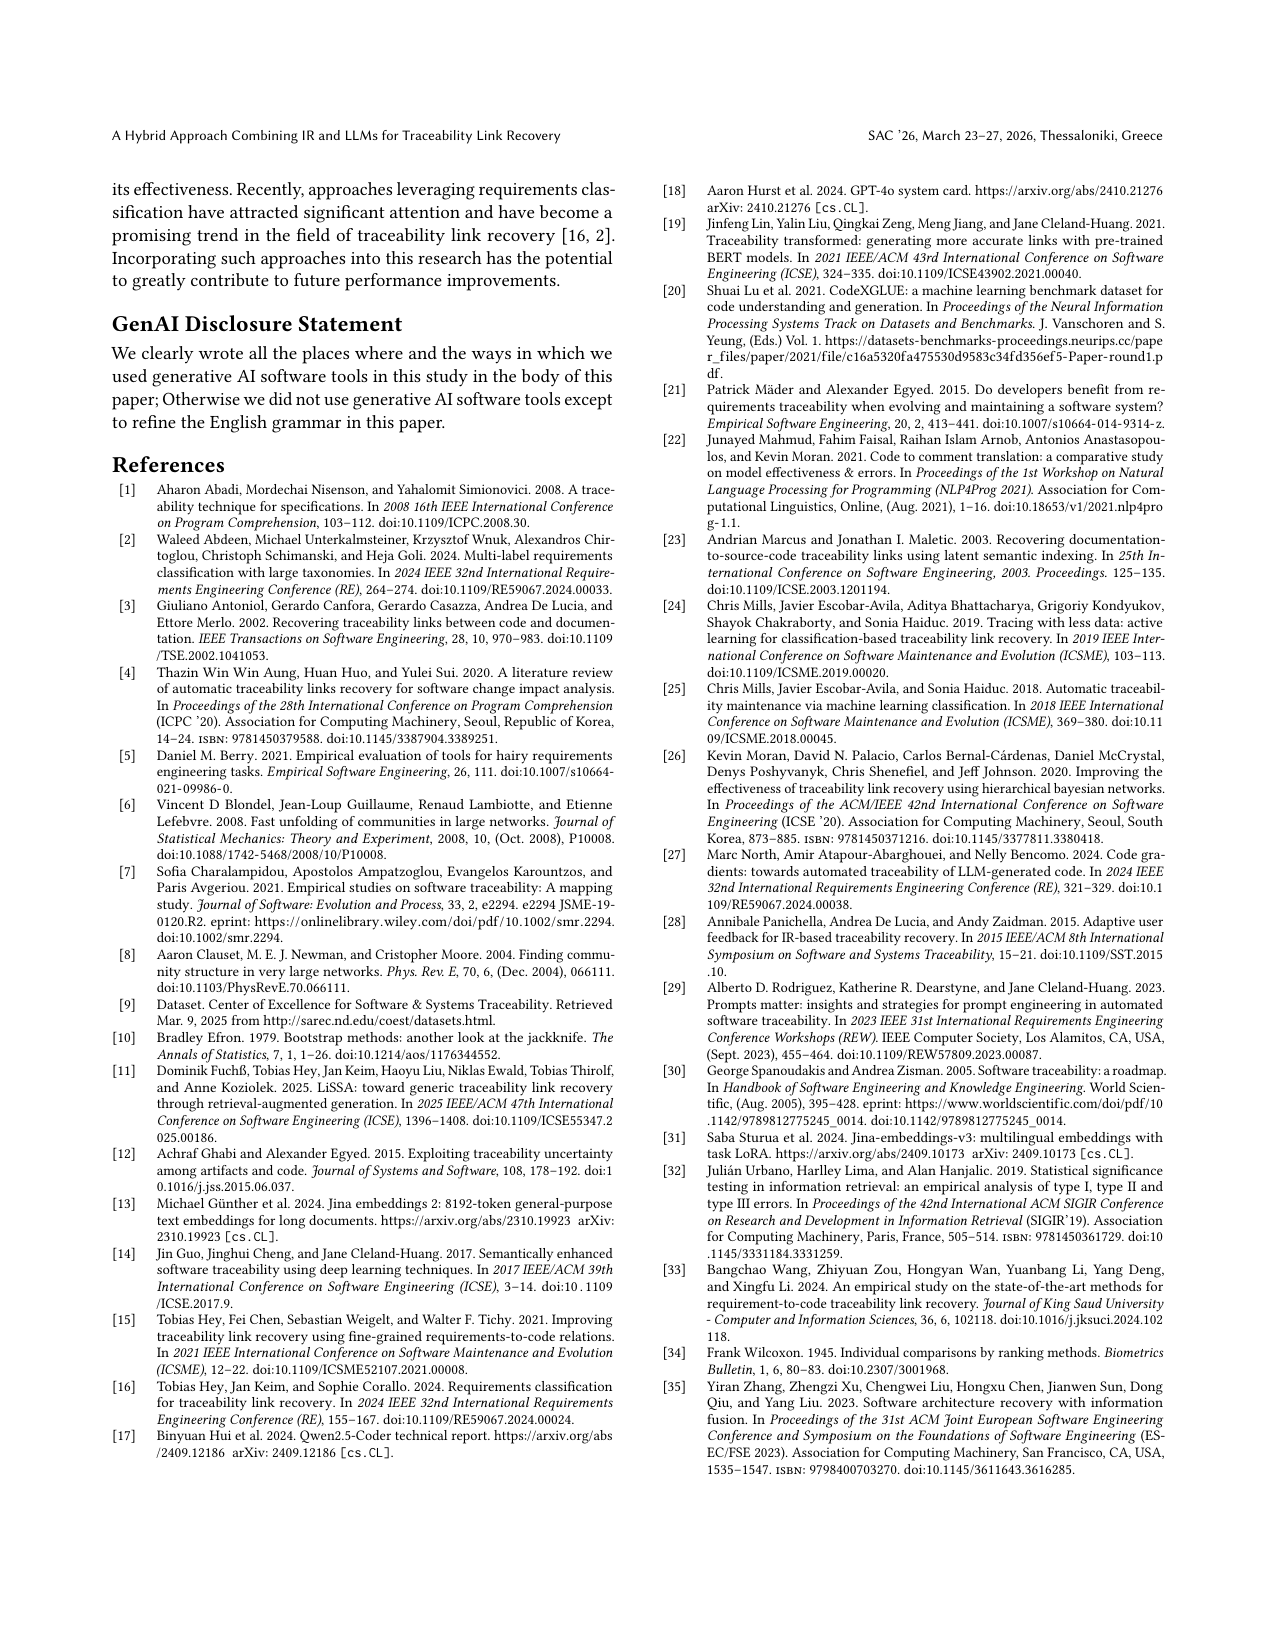 A Hybrid Approach Combining IR and LLMs for Traceability Link Recovery
SAC ’26, March 23–27, 2026, Thessaloniki, Greece
its effectiveness. Recently, approaches leveraging requirements clas-
sification have attracted significant attention and have become a
promising trend in the field of traceability link recovery [16, 2].
Incorporating such approaches into this research has the potential
to greatly contribute to future performance improvements.
GenAI Disclosure Statement
We clearly wrote all the places where and the ways in which we
used generative AI software tools in this study in the body of this
paper; Otherwise we did not use generative AI software tools except
to refine the English grammar in this paper.
References
[1] Aharon Abadi, Mordechai Nisenson, and Yahalomit Simionovici. 2008. A trace-
ability technique for specifications. In 2008 16th IEEE International Conference
on Program Comprehension, 103–112. doi:10.1109/ICPC.2008.30.
[2] Waleed Abdeen, Michael Unterkalmsteiner, Krzysztof Wnuk, Alexandros Chir-
toglou, Christoph Schimanski, and Heja Goli. 2024. Multi-label requirements
classification with large taxonomies. In 2024 IEEE 32nd International Require-
ments Engineering Conference (RE), 264–274. doi:10.1109/RE59067.2024.00033.
[3] Giuliano Antoniol, Gerardo Canfora, Gerardo Casazza, Andrea De Lucia, and
Ettore Merlo. 2002. Recovering traceability links between code and documen-
tation. IEEE Transactions on Software Engineering, 28, 10, 970–983. doi:10.1109
/TSE.2002.1041053.
[4] Thazin Win Win Aung, Huan Huo, and Yulei Sui. 2020. A literature review
of automatic traceability links recovery for software change impact analysis.
In Proceedings of the 28th International Conference on Program Comprehension
(ICPC ’20). Association for Computing Machinery, Seoul, Republic of Korea,
14–24. ISBN: 9781450379588. doi:10.1145/3387904.3389251.
[5] Daniel M. Berry. 2021. Empirical evaluation of tools for hairy requirements
engineering tasks. Empirical Software Engineering, 26, 111. doi:10.1007/s10664-
021-09986-0.
[6] Vincent D Blondel, Jean-Loup Guillaume, Renaud Lambiotte, and Etienne
Lefebvre. 2008. Fast unfolding of communities in large networks. Journal of
Statistical Mechanics: Theory and Experiment, 2008, 10, (Oct. 2008), P10008.
doi:10.1088/1742-5468/2008/10/P10008.
[7] Sofia Charalampidou, Apostolos Ampatzoglou, Evangelos Karountzos, and
Paris Avgeriou. 2021. Empirical studies on software traceability: A mapping
study. Journal of Software: Evolution and Process, 33, 2, e2294. e2294 JSME-19-
0120.R2. eprint: https://onlinelibrary.wiley.com/doi/pdf/10.1002/smr.2294.
doi:10.1002/smr.2294.
[8] Aaron Clauset, M. E. J. Newman, and Cristopher Moore. 2004. Finding commu-
nity structure in very large networks. Phys. Rev. E, 70, 6, (Dec. 2004), 066111.
doi:10.1103/PhysRevE.70.066111.
[9] Dataset. Center of Excellence for Software & Systems Traceability. Retrieved
Mar. 9, 2025 from http://sarec.nd.edu/coest/datasets.html.
[10] Bradley Efron. 1979. Bootstrap methods: another look at the jackknife. The
Annals of Statistics, 7, 1, 1–26. doi:10.1214/aos/1176344552.
[11] Dominik Fuchß, Tobias Hey, Jan Keim, Haoyu Liu, Niklas Ewald, Tobias Thirolf,
and Anne Koziolek. 2025. LiSSA: toward generic traceability link recovery
through retrieval-augmented generation. In 2025 IEEE/ACM 47th International
Conference on Software Engineering (ICSE), 1396–1408. doi:10.1109/ICSE55347.2
025.00186.
[12] Achraf Ghabi and Alexander Egyed. 2015. Exploiting traceability uncertainty
among artifacts and code. Journal of Systems and Software, 108, 178–192. doi:1
0.1016/j.jss.2015.06.037.
[13] Michael Günther et al. 2024. Jina embeddings 2: 8192-token general-purpose
text embeddings for long documents. https://arxiv.org/abs/2310.19923 arXiv:
2310.19923 [cs.CL].
[14] Jin Guo, Jinghui Cheng, and Jane Cleland-Huang. 2017. Semantically enhanced
software traceability using deep learning techniques. In 2017 IEEE/ACM 39th
International Conference on Software Engineering (ICSE), 3–14. doi:10.1109
/ICSE.2017.9.
[15] Tobias Hey, Fei Chen, Sebastian Weigelt, and Walter F. Tichy. 2021. Improving
traceability link recovery using fine-grained requirements-to-code relations.
In 2021 IEEE International Conference on Software Maintenance and Evolution
(ICSME), 12–22. doi:10.1109/ICSME52107.2021.00008.
[16] Tobias Hey, Jan Keim, and Sophie Corallo. 2024. Requirements classification
for traceability link recovery. In 2024 IEEE 32nd International Requirements
Engineering Conference (RE), 155–167. doi:10.1109/RE59067.2024.00024.
[17] Binyuan Hui et al. 2024. Qwen2.5-Coder technical report. https://arxiv.org/abs
/2409.12186 arXiv: 2409.12186 [cs.CL].
[18] Aaron Hurst et al. 2024. GPT-4o system card. https://arxiv.org/abs/2410.21276
arXiv: 2410.21276 [cs.CL].
[19] Jinfeng Lin, Yalin Liu, Qingkai Zeng, Meng Jiang, and Jane Cleland-Huang. 2021.
Traceability transformed: generating more accurate links with pre-trained
BERT models. In 2021 IEEE/ACM 43rd International Conference on Software
Engineering (ICSE), 324–335. doi:10.1109/ICSE43902.2021.00040.
[20] Shuai Lu et al. 2021. CodeXGLUE: a machine learning benchmark dataset for
code understanding and generation. In Proceedings of the Neural Information
Processing Systems Track on Datasets and Benchmarks. J. Vanschoren and S.
Yeung, (Eds.) Vol. 1. https://datasets-benchmarks-proceedings.neurips.cc/pape
r_files/paper/2021/file/c16a5320fa475530d9583c34fd356ef5-Paper-round1.p
df.
[21] Patrick Mäder and Alexander Egyed. 2015. Do developers benefit from re-
quirements traceability when evolving and maintaining a software system?
Empirical Software Engineering, 20, 2, 413–441. doi:10.1007/s10664-014-9314-z.
[22] Junayed Mahmud, Fahim Faisal, Raihan Islam Arnob, Antonios Anastasopou-
los, and Kevin Moran. 2021. Code to comment translation: a comparative study
on model effectiveness & errors. In Proceedings of the 1st Workshop on Natural
Language Processing for Programming (NLP4Prog 2021). Association for Com-
putational Linguistics, Online, (Aug. 2021), 1–16. doi:10.18653/v1/2021.nlp4pro
g-1.1.
[23] Andrian Marcus and Jonathan I. Maletic. 2003. Recovering documentation-
to-source-code traceability links using latent semantic indexing. In 25th In-
ternational Conference on Software Engineering, 2003. Proceedings. 125–135.
doi:10.1109/ICSE.2003.1201194.
[24] Chris Mills, Javier Escobar-Avila, Aditya Bhattacharya, Grigoriy Kondyukov,
Shayok Chakraborty, and Sonia Haiduc. 2019. Tracing with less data: active
learning for classification-based traceability link recovery. In 2019 IEEE Inter-
national Conference on Software Maintenance and Evolution (ICSME), 103–113.
doi:10.1109/ICSME.2019.00020.
[25] Chris Mills, Javier Escobar-Avila, and Sonia Haiduc. 2018. Automatic traceabil-
ity maintenance via machine learning classification. In 2018 IEEE International
Conference on Software Maintenance and Evolution (ICSME), 369–380. doi:10.11
09/ICSME.2018.00045.
[26] Kevin Moran, David N. Palacio, Carlos Bernal-Cárdenas, Daniel McCrystal,
Denys Poshyvanyk, Chris Shenefiel, and Jeff Johnson. 2020. Improving the
effectiveness of traceability link recovery using hierarchical bayesian networks.
In Proceedings of the ACM/IEEE 42nd International Conference on Software
Engineering (ICSE ’20). Association for Computing Machinery, Seoul, South
Korea, 873–885. ISBN: 9781450371216. doi:10.1145/3377811.3380418.
[27] Marc North, Amir Atapour-Abarghouei, and Nelly Bencomo. 2024. Code gra-
dients: towards automated traceability of LLM-generated code. In 2024 IEEE
32nd International Requirements Engineering Conference (RE), 321–329. doi:10.1
109/RE59067.2024.00038.
[28] Annibale Panichella, Andrea De Lucia, and Andy Zaidman. 2015. Adaptive user
feedback for IR-based traceability recovery. In 2015 IEEE/ACM 8th International
Symposium on Software and Systems Traceability, 15–21. doi:10.1109/SST.2015
.10.
[29] Alberto D. Rodriguez, Katherine R. Dearstyne, and Jane Cleland-Huang. 2023.
Prompts matter: insights and strategies for prompt engineering in automated
software traceability. In 2023 IEEE 31st International Requirements Engineering
Conference Workshops (REW). IEEE Computer Society, Los Alamitos, CA, USA,
(Sept. 2023), 455–464. doi:10.1109/REW57809.2023.00087.
[30] George Spanoudakis and Andrea Zisman. 2005. Software traceability: a roadmap.
In Handbook of Software Engineering and Knowledge Engineering. World Scien-
tific, (Aug. 2005), 395–428. eprint: https://www.worldscientific.com/doi/pdf/10
.1142/9789812775245_0014. doi:10.1142/9789812775245_0014.
[31] Saba Sturua et al. 2024. Jina-embeddings-v3: multilingual embeddings with
task LoRA. https://arxiv.org/abs/2409.10173 arXiv: 2409.10173 [cs.CL].
[32] Julián Urbano, Harlley Lima, and Alan Hanjalic. 2019. Statistical significance
testing in information retrieval: an empirical analysis of type I, type II and
type III errors. In Proceedings of the 42nd International ACM SIGIR Conference
on Research and Development in Information Retrieval (SIGIR’19). Association
for Computing Machinery, Paris, France, 505–514. ISBN: 9781450361729. doi:10
.1145/3331184.3331259.
[33] Bangchao Wang, Zhiyuan Zou, Hongyan Wan, Yuanbang Li, Yang Deng,
and Xingfu Li. 2024. An empirical study on the state-of-the-art methods for
requirement-to-code traceability link recovery. Journal of King Saud University
- Computer and Information Sciences, 36, 6, 102118. doi:10.1016/j.jksuci.2024.102
118.
[34] Frank Wilcoxon. 1945. Individual comparisons by ranking methods. Biometrics
Bulletin, 1, 6, 80–83. doi:10.2307/3001968.
[35] Yiran Zhang, Zhengzi Xu, Chengwei Liu, Hongxu Chen, Jianwen Sun, Dong
Qiu, and Yang Liu. 2023. Software architecture recovery with information
fusion. In Proceedings of the 31st ACM Joint European Software Engineering
Conference and Symposium on the Foundations of Software Engineering (ES-
EC/FSE 2023). Association for Computing Machinery, San Francisco, CA, USA,
1535–1547. ISBN: 9798400703270. doi:10.1145/3611643.3616285.